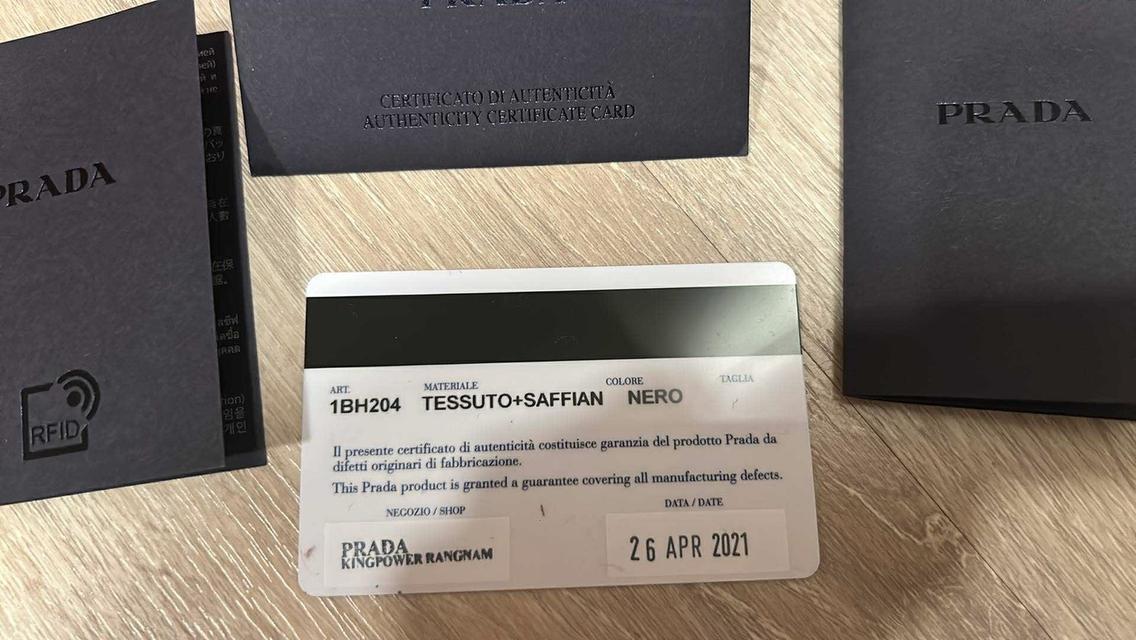 PRADA
CERTIFICATO DI AUTENTICITÀ
AUTHENTICITY CERTIFICATE CARD
PRADA
PRADA
RFID
ART.
MATERIALE
COLORE
TAGLIA
1BH204
TESSUTO+SAFFIAN
NERO
Il presente certificato di autenticità costituisce garanzia del prodotto Prada da
difetti originari di fabbricazione.
This Prada product is granted a guarantee covering all manufacturing defects.
NEGOZIO / SHOP
DATA / DATE
PRADA
KINGPOWER RANGNAM
26 APR 2021